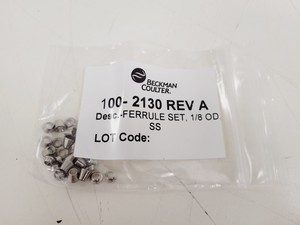 BECKMAN
COULTER.
100- 2130 REV A
Desc.-FERRULE SET, 1/8 OD
SS
LOT Code: